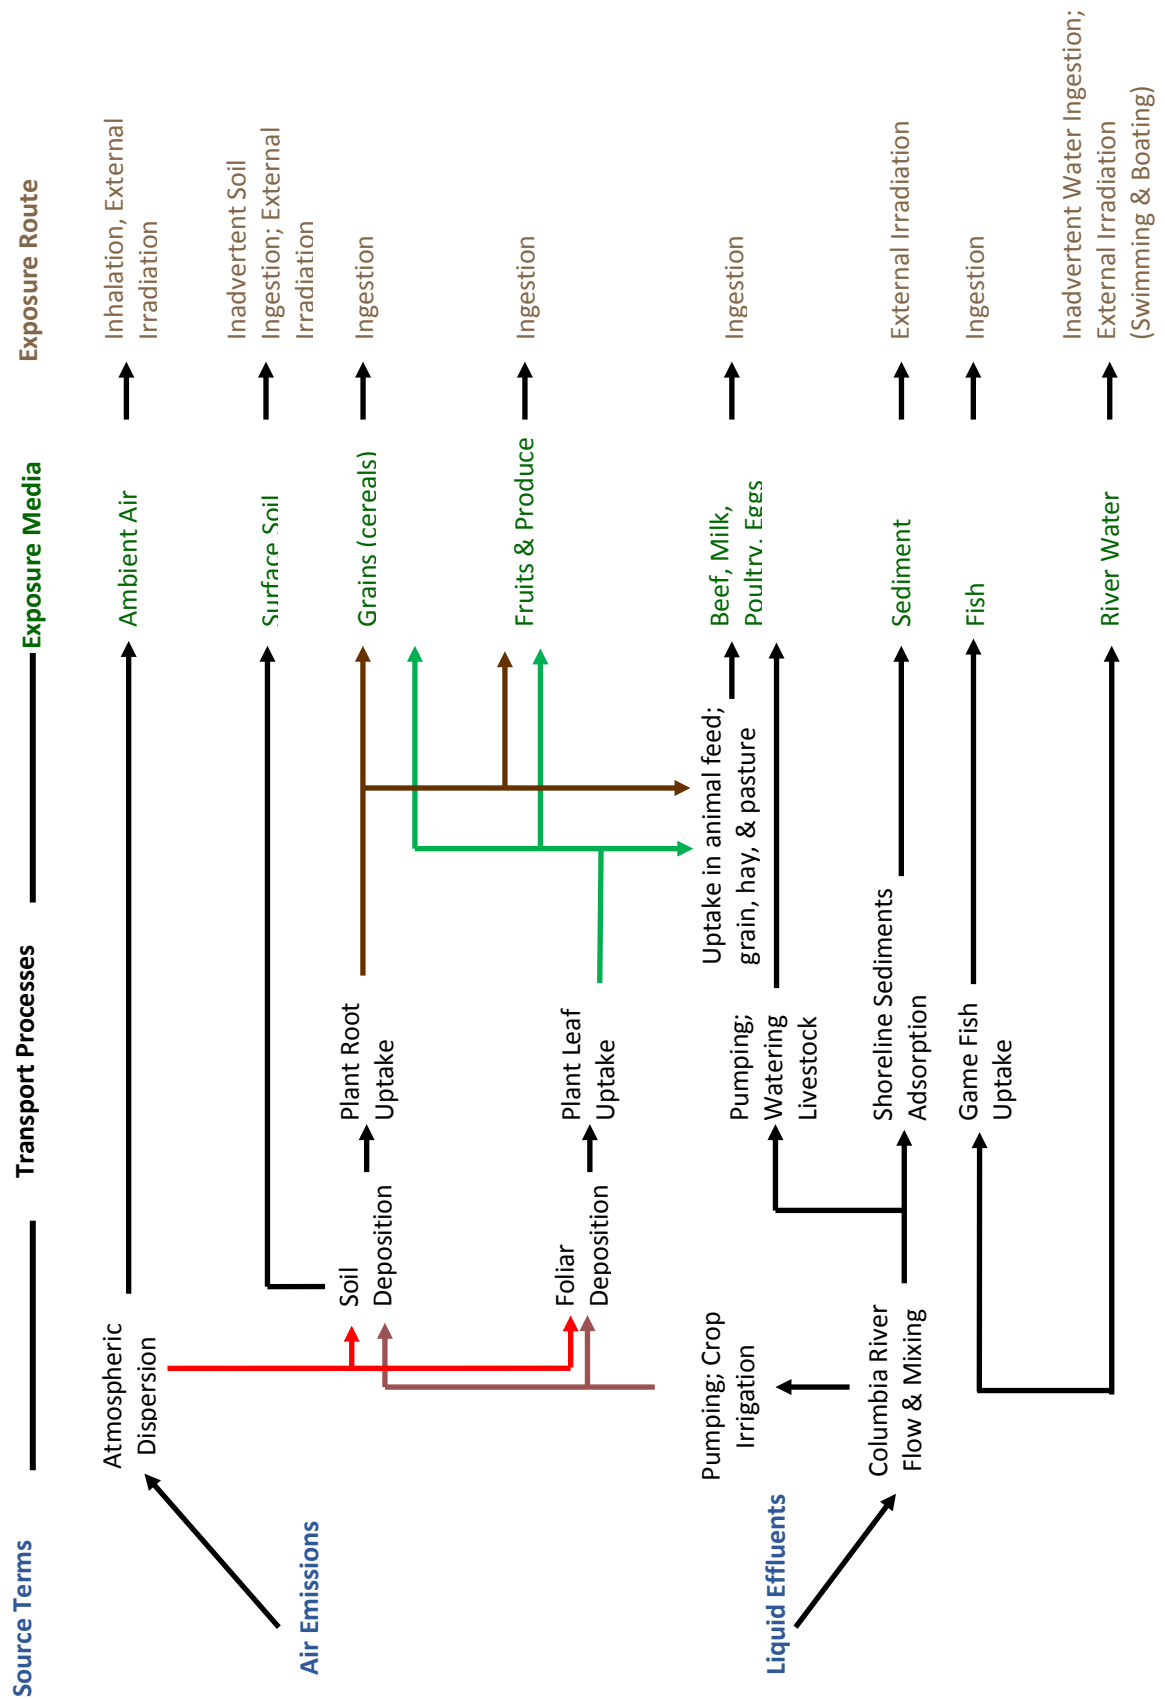 Source Terms
Transport Processes
Exposure Media
Exposure Route
Air Emissions
Liquid Effluents
Atmospheric
Dispersion
Ambient Air
Inhalation, External
Irradiation
Surface Soil
Inadvertent Soil
Ingestion; External
Irradiation
Soil
Deposition
Plant Root
Uptake
Grains (cereals)
Ingestion
Foliar
Deposition
Plant Leaf
Uptake
Fruits & Produce
Ingestion
Pumping; Crop
Irrigation
Uptake in animal feed;
grain, hay, & pasture
Beef, Milk,
Poultry, Eggs
Ingestion
Pumping;
Watering
Livestock
Columbia River
Flow & Mixing
Shoreline Sediments
Adsorption
Sediment
External Irradiation
Game Fish
Uptake
Fish
Ingestion
River Water
Inadvertent Water Ingestion;
External Irradiation
(Swimming & Boating)